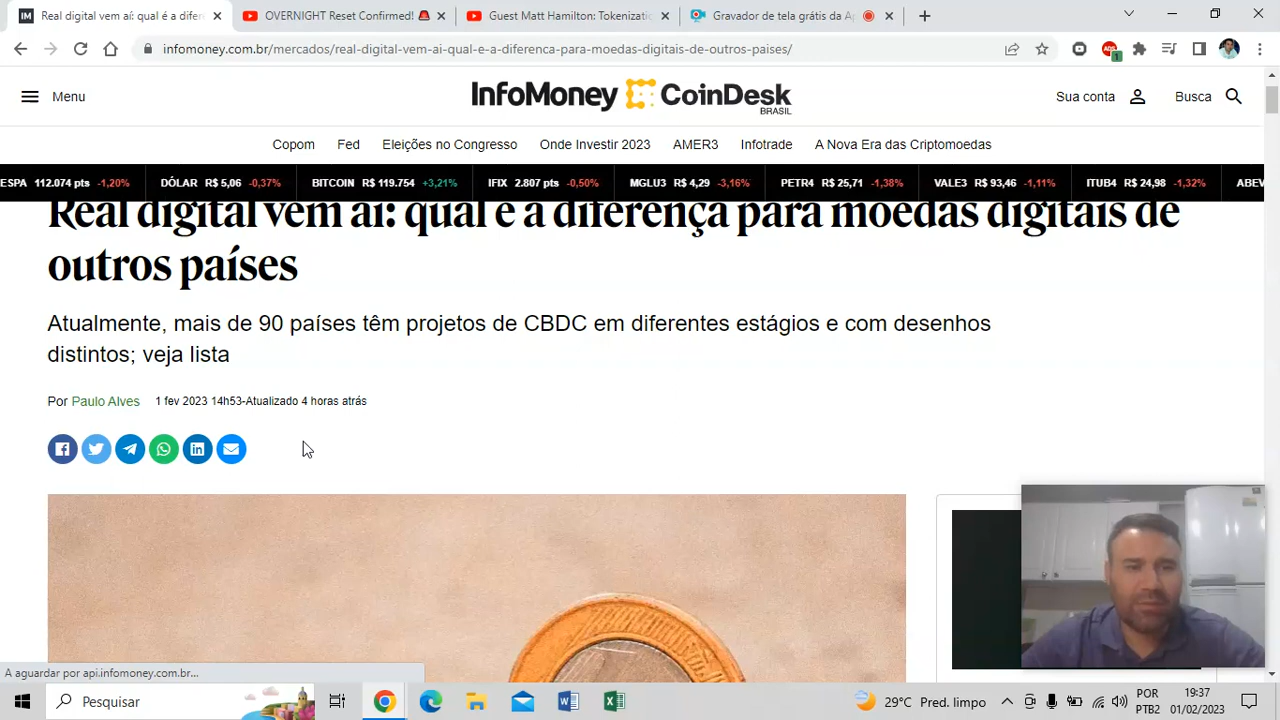 Real digital vem aí: qual é a difer
OVERNIGHT Reset Confirmed!
Guest Matt Hamilton: Tokenizati
Gravador de tela grátis da Ap
infomoney.com.br/mercados/real-digital-vem-ai-qual-e-a-diferenca-para-moedas-digitais-de-outros-paises/
Menu
InfoMoney CoinDesk
BRASIL
Sua conta
Busca
Copom Fed Eleições no Congresso Onde Investir 2023 AMER3 Infotrade A Nova Era das Criptomoedas
ESPA 112.074 pts -1,20% DÓLAR R$ 5,06 -0,37% BITCOIN R$ 119.754 +3,21% IFIX 2.807 pts -0,50% MGLU3 R$ 4,29 -3,16% PETR4 R$ 25,71 -1,38% VALE3 R$ 93,46 -1,11% ITUB4 R$ 24,98 -1,32% ABEV
Real digital vem aí: qual é a diferença para moedas digitais de
outros países
Atualmente, mais de 90 países têm projetos de CBDC em diferentes estágios e com desenhos
distintos; veja lista
Por Paulo Alves 1 fev 2023 14h53-Atualizado 4 horas atrás
A aguardar por api.infomoney.com.br...
Pesquisar
29°C Pred. limpo
POR
PTB2
19:37
01/02/2023